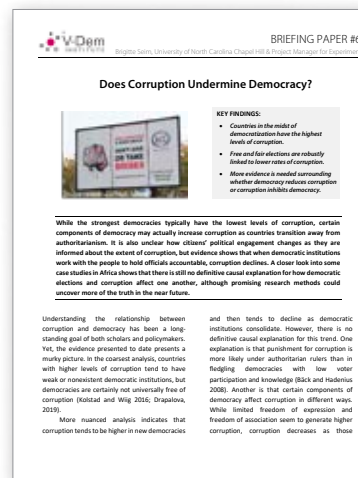 V-Dem
INSTITUTE
BRIEFING PAPER #6
Brigitte Seim, University of North Carolina Chapel Hill & Project Manager for Experiments
Does Corruption Undermine Democracy?
KEY FINDINGS:
• Countries in the midst of
democratization have the highest
levels of corruption.
• Free and fair elections are robustly
linked to lower rates of corruption.
• More evidence is needed surrounding
whether democracy reduces corruption
or corruption inhibits democracy.
While the strongest democracies typically have the lowest levels of corruption, certain
components of democracy may actually increase corruption as countries transition away from
authoritarianism. It is also unclear how citizens' political engagement changes as they are
informed about the extent of corruption, but evidence shows that when democratic institutions
work with the people to hold officials accountable, corruption declines. A closer look into some
case studies in Africa shows that there is still no definitive causal explanation for how democratic
elections and corruption affect one another, although promising research methods could
uncover more of the truth in the near future.
Understanding the relationship between
corruption and democracy has been a long-
standing goal of both scholars and policymakers.
Yet, the evidence presented to date presents a
murky picture. In the coarsest analysis, countries
with higher levels of corruption tend to have
weak or nonexistent democratic institutions, but
democracies are certainly not universally free of
corruption (Kolstad and Wiig 2016; Drapalova,
2019).
More nuanced analysis indicates that
corruption tends to be higher in new democracies
and then tends to decline as democratic
institutions consolidate. However, there is no
definitive causal explanation for this trend. One
explanation is that punishment for corruption is
more likely under authoritarian rulers than in
fledgling democracies with low voter
participation and knowledge (Bäck and Hadenius
2008). Another is that certain components of
democracy affect corruption in different ways.
While limited freedom of expression and
freedom of association seem to generate higher
corruption, corruption decreases as those